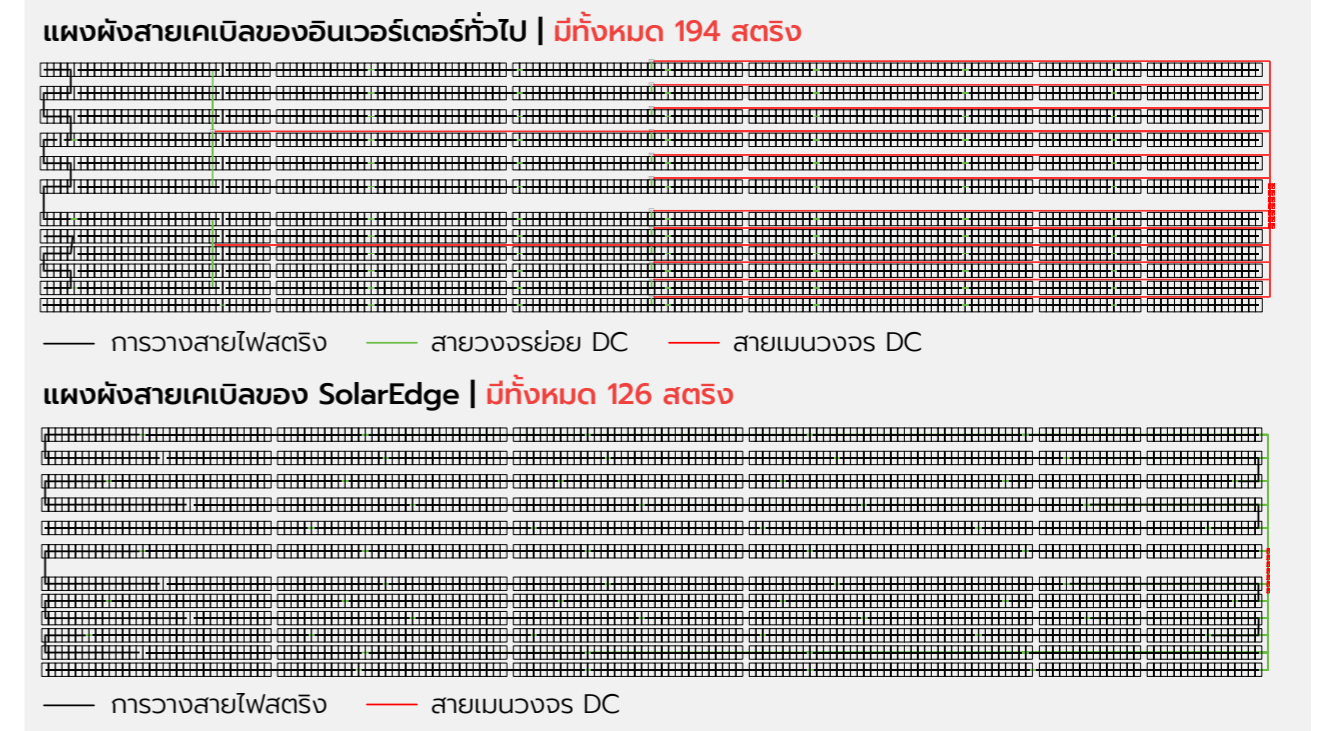 แผงผังสายเคเบิลของอินเวอร์เตอร์ทั่วไป | มีทั้งหมด 194 สตริง
การวางสายไฟสตริง สายวงจรย่อย DC สายเมนวงจร DC
แผงผังสายเคเบิลของ SolarEdge | มีทั้งหมด 126 สตริง
การวางสายไฟสตริง สายเมนวงจร DC